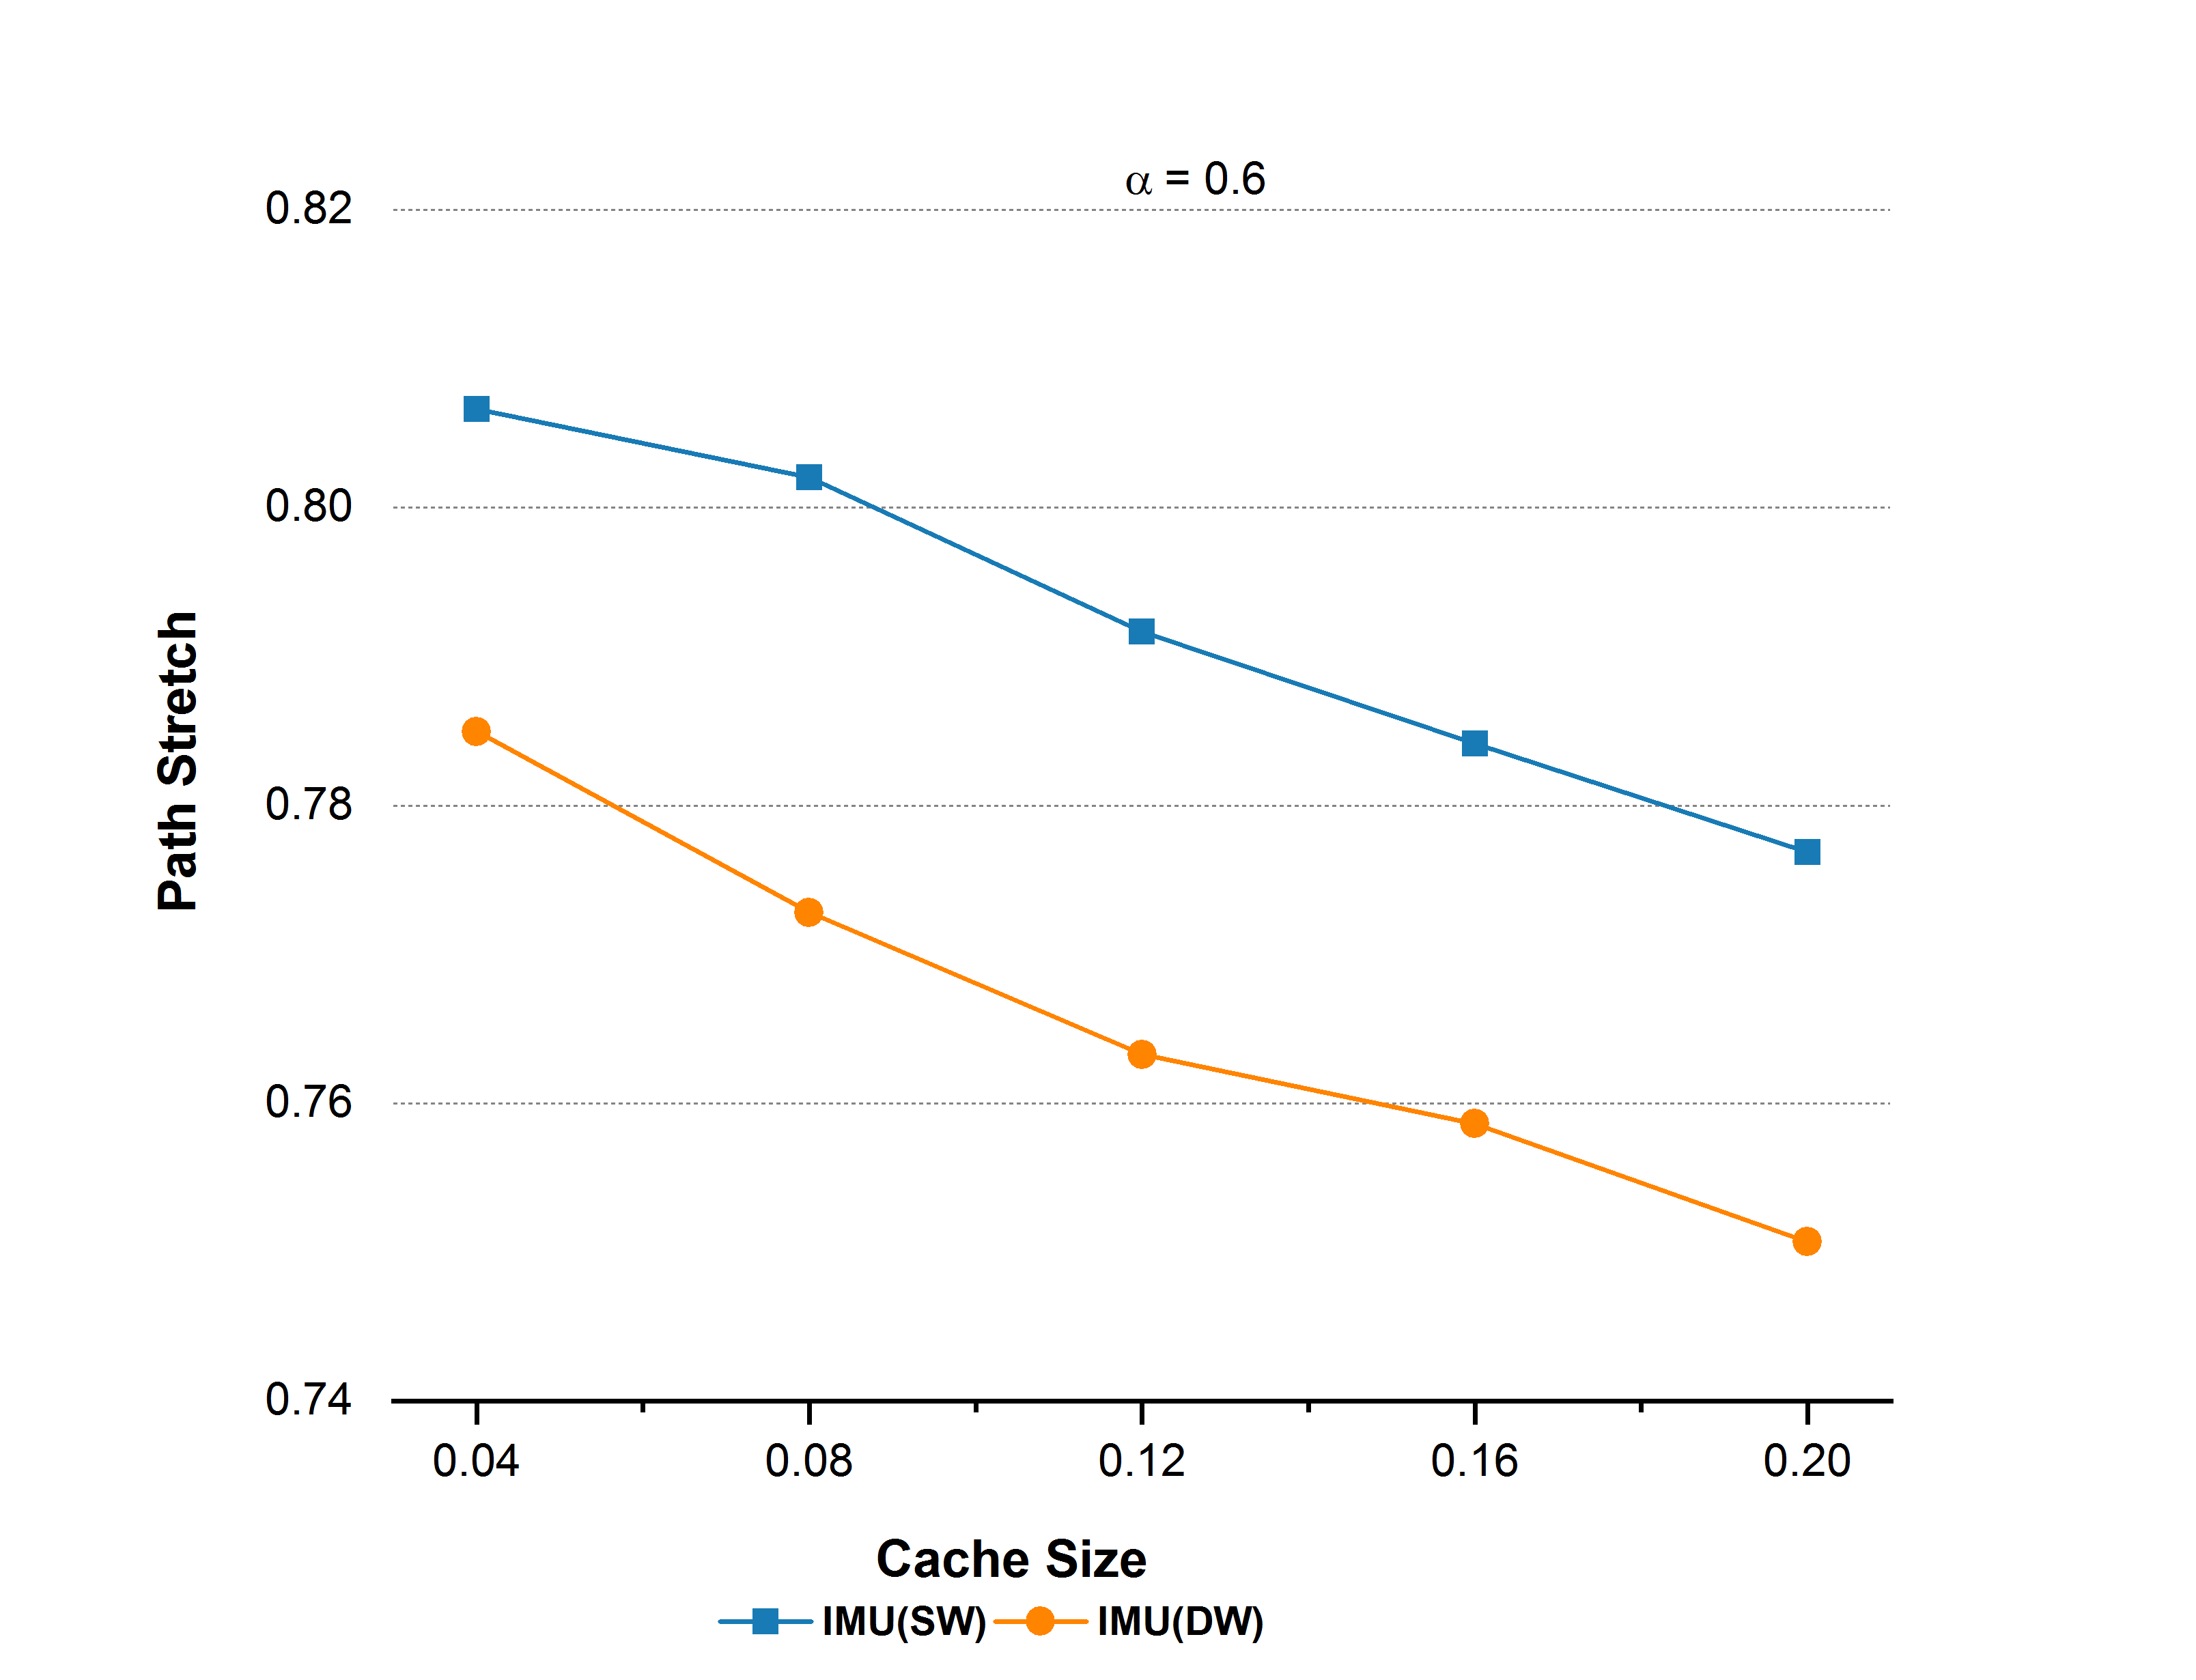 α = 0.6
0.82
0.80
0.78
0.76
0.74
Path Stretch
0.04 0.08 0.12 0.16 0.20
Cache Size
IMU(SW) IMU(DW)